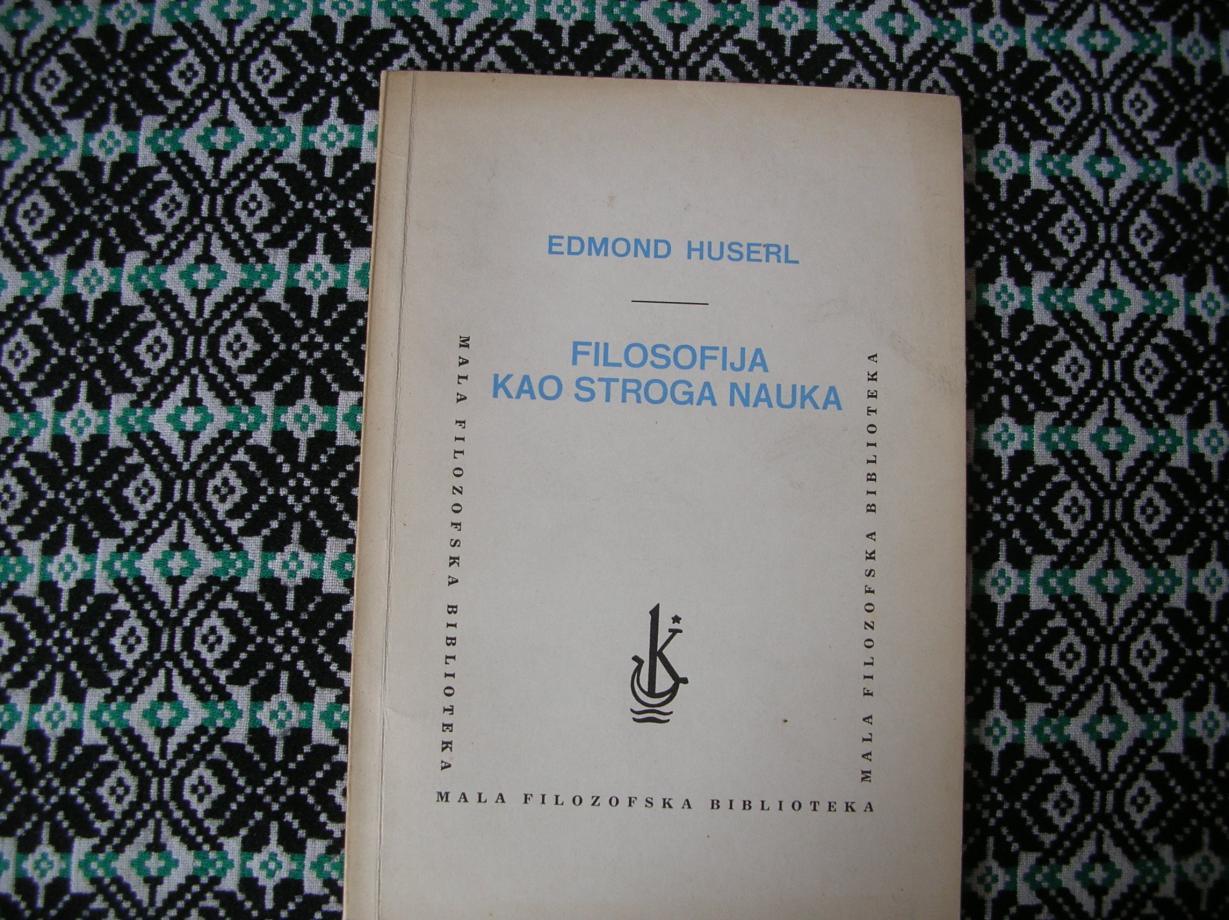 EDMOND HUSERL
FILOSOFIJA
KAO STROGA NAUKA
MALA FILOZOFSKA BIBLIOTEKA
MALA FILOZOFSKA BIBLIOTEKA
k
MALA FILOZOFSKA BIBLIOTEKA